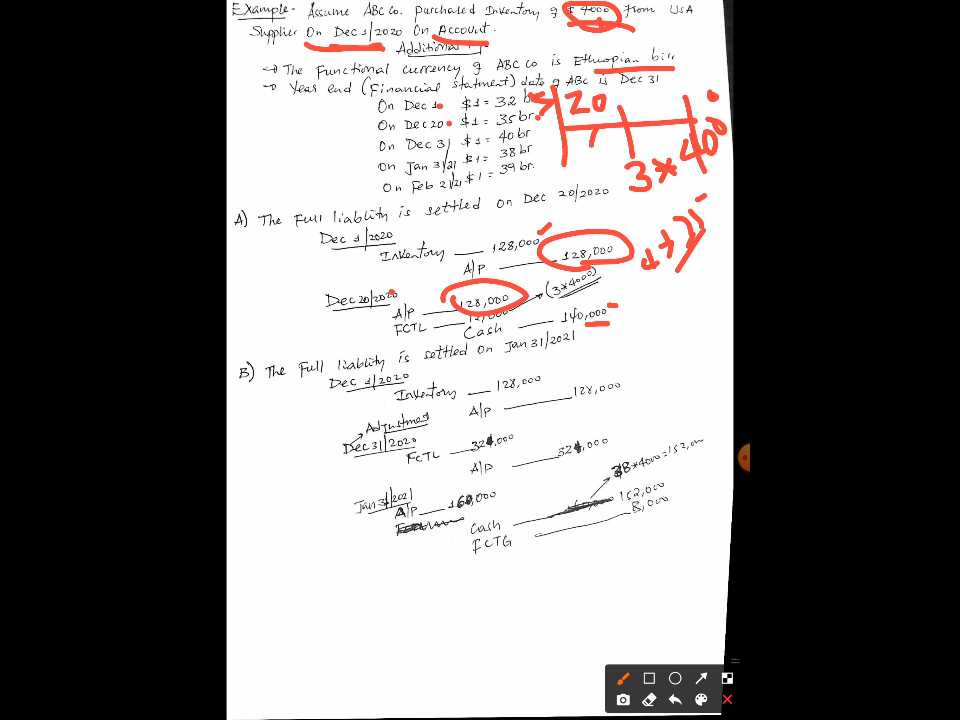 Example - Assume ABC Co. purchased Inventory of $ 4000 From USA
Supplier On Dec 1/2020 On Account.
Additional
→ The Functional currency of ABC Co is Ethiopian birr
→ Year end (Financial statment) date of ABC is Dec 31
On Dec 1 $1 = 32 br
On Dec 20 $1 = 35 br.
On Dec 31 $1 = 40 br
On Jan 31/21 $1 = 38 br
On Feb 21/21 $1 = 39 br.
20
3*400
A) The Full liablity is settled on Dec 20/2020
Dec 1/2020
Inventory 128,000
A/P 128,000
Dec 20/2020
A/P 128,000
FCTL 12,000 (3*4000)
Cash 140,000
B) The Full liablity is settled on Jan 31/2021
Dec 1/2020
Inventory 128,000
A/P 128,000
Adjustment
Dec 31/2020
FCTL
A/P
38*4000=152,000
Jan 31/2021
A/P 160,000
Cash 152,000
FCTG 8,000